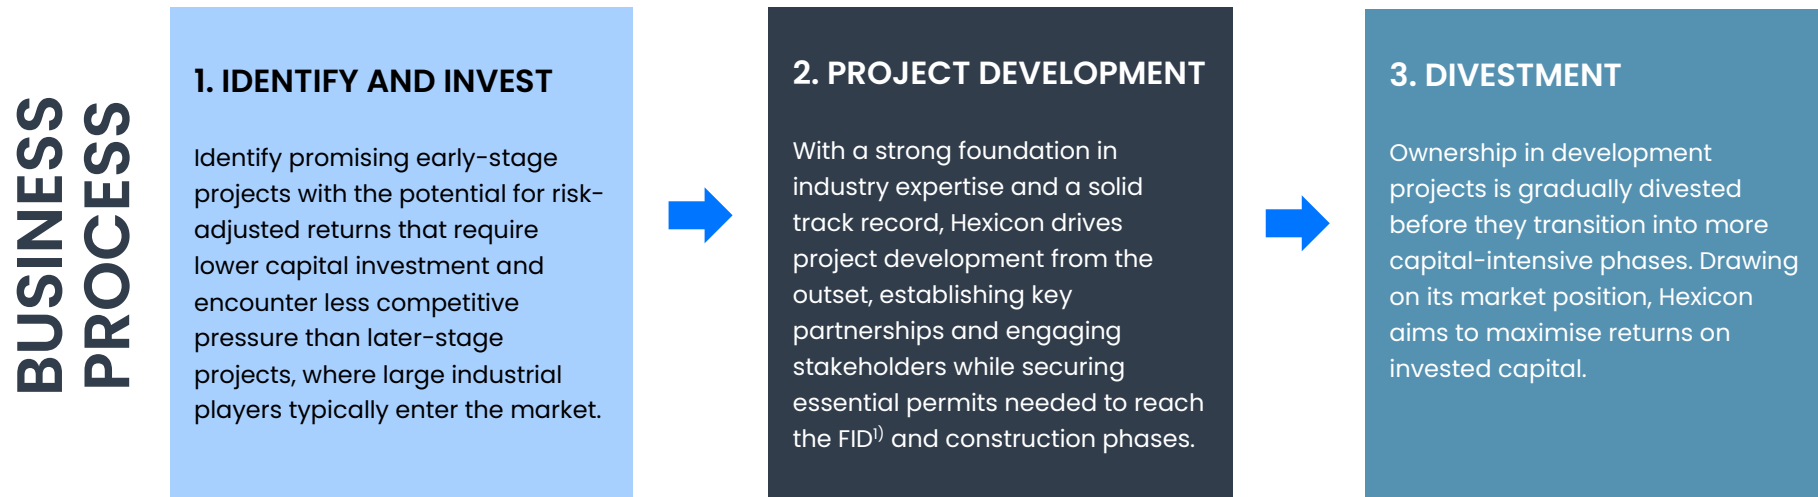 BUSINESS
PROCESS
1. IDENTIFY AND INVEST
Identify promising early-stage
projects with the potential for risk-
adjusted returns that require
lower capital investment and
encounter less competitive
pressure than later-stage
projects, where large industrial
players typically enter the market.
2. PROJECT DEVELOPMENT
With a strong foundation in
industry expertise and a solid
track record, Hexicon drives
project development from the
outset, establishing key
partnerships and engaging
stakeholders while securing
essential permits needed to reach
the FID¹⁾ and construction phases.
3. DIVESTMENT
Ownership in development
projects is gradually divested
before they transition into more
capital-intensive phases. Drawing
on its market position, Hexicon
aims to maximise returns on
invested capital.